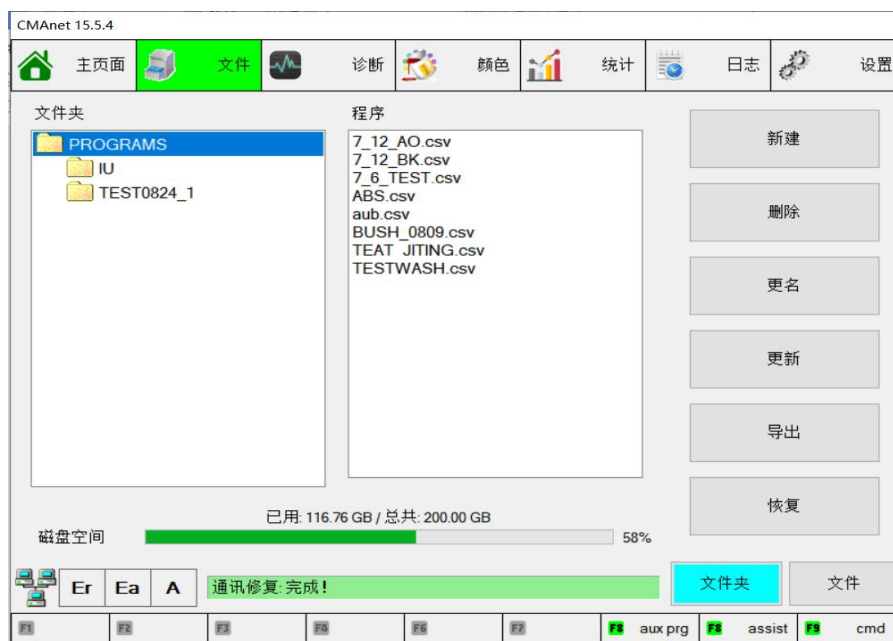 CMAnet 15.5.4
主页面 文件 诊断 颜色 统计 日志 设置
文件夹
程序
PROGRAMS
IU
TEST0824_1
7_12_AO.csv
7_12_BK.csv
7_6_TEST.csv
ABS.csv
aub.csv
BUSH_0809.csv
TEAT JITING.csv
TESTWASH.csv
新建
删除
更名
更新
导出
恢复
已用: 116.76 GB / 总共: 200.00 GB
磁盘空间 58%
Er Ea A 通讯修复: 完成! 文件夹 文件
F1 F2 F3 F4 F6 F7 F8 aux prg F8 assist F9 cmd